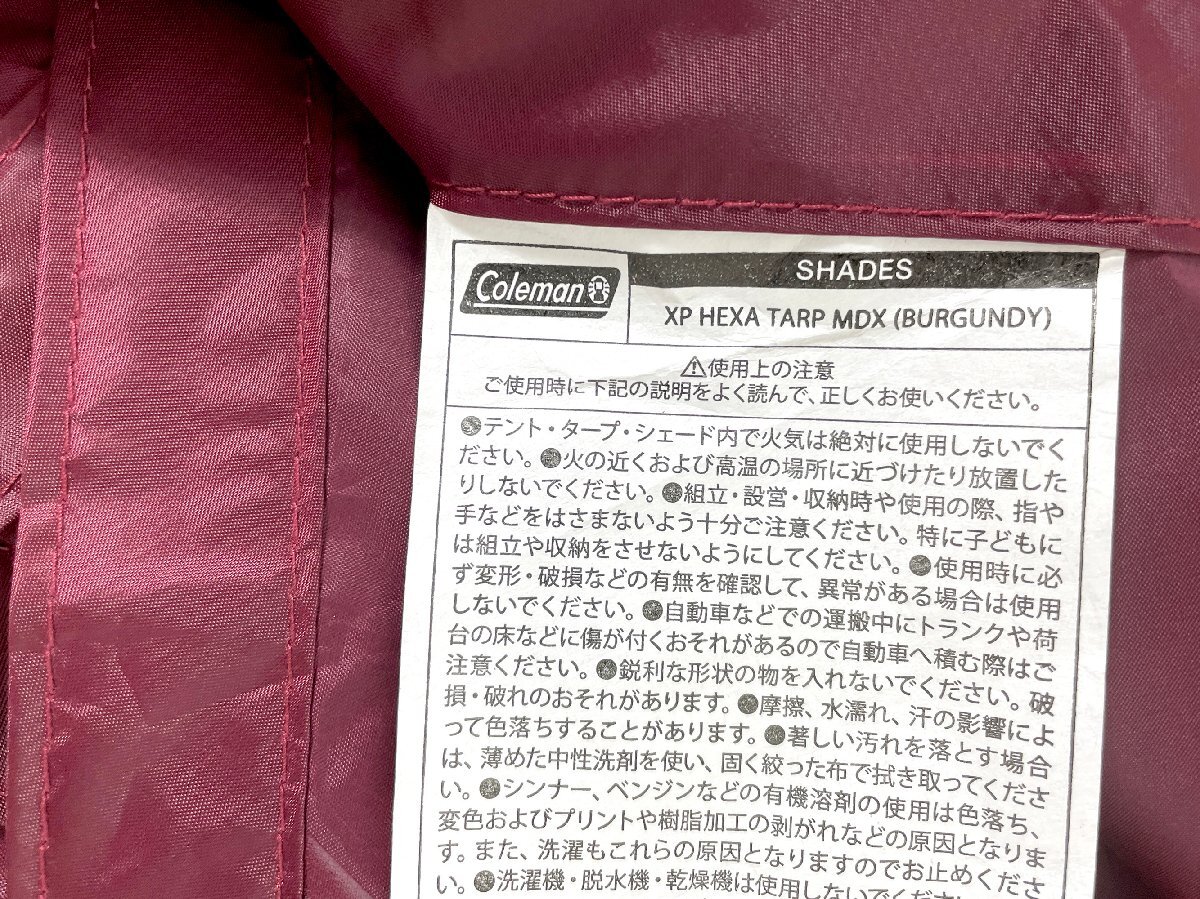 Coleman
SHADES
XP HEXA TARP MDX (BURGUNDY)
⚠使用上の注意
ご使用時に下記の説明をよく読んで、正しくお使いください。
●テント・タープ・シェード内で火気は絶対に使用しないでく
ださい。●火の近くおよび高温の場所に近づけたり放置した
りしないでください。●組立・設営・収納時や使用の際、指や
手などをはさまないよう十分ご注意ください。特に子どもに
は組立や収納をさせないようにしてください。●使用時に必
ず変形・破損などの有無を確認して、異常がある場合は使用
しないでください。●自動車などでの運搬中にトランクや荷
台の床などに傷が付くおそれがあるので自動車へ積む際はご
注意ください。●鋭利な形状の物を入れないでください。破
損・破れのおそれがあります。●摩擦、水濡れ、汗の影響によ
って色落ちすることがあります。●著しい汚れを落とす場合
は、薄めた中性洗剤を使い、固く絞った布で拭き取ってくださ
い。●シンナー、ベンジンなどの有機溶剤の使用は色落ち、
変色およびプリントや樹脂加工の剥がれなどの原因となりま
す。また、洗濯もこれらの原因となりますのでお止めくださ
い。●洗濯機・脱水機・乾燥機は使用しないでくださ